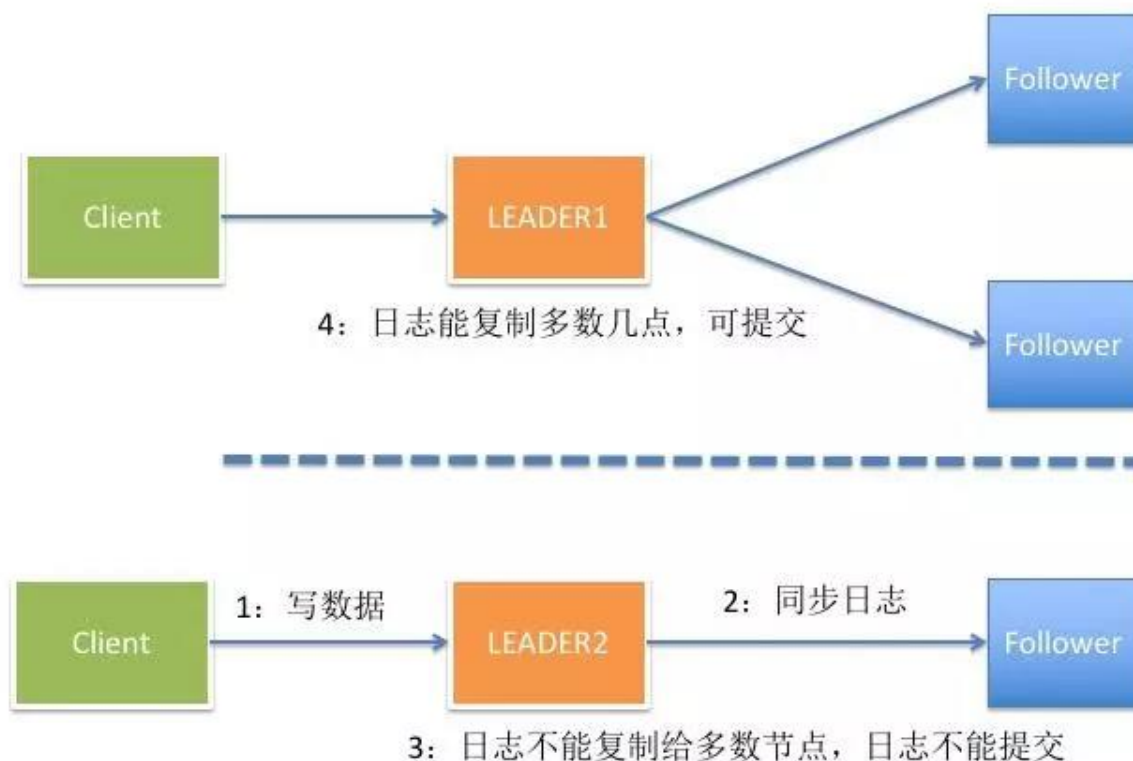 Follower
Client
LEADER1
4：日志能复制多数几点，可提交
Follower
1：写数据
2：同步日志
Client
LEADER2
Follower
3：日志不能复制给多数节点，日志不能提交